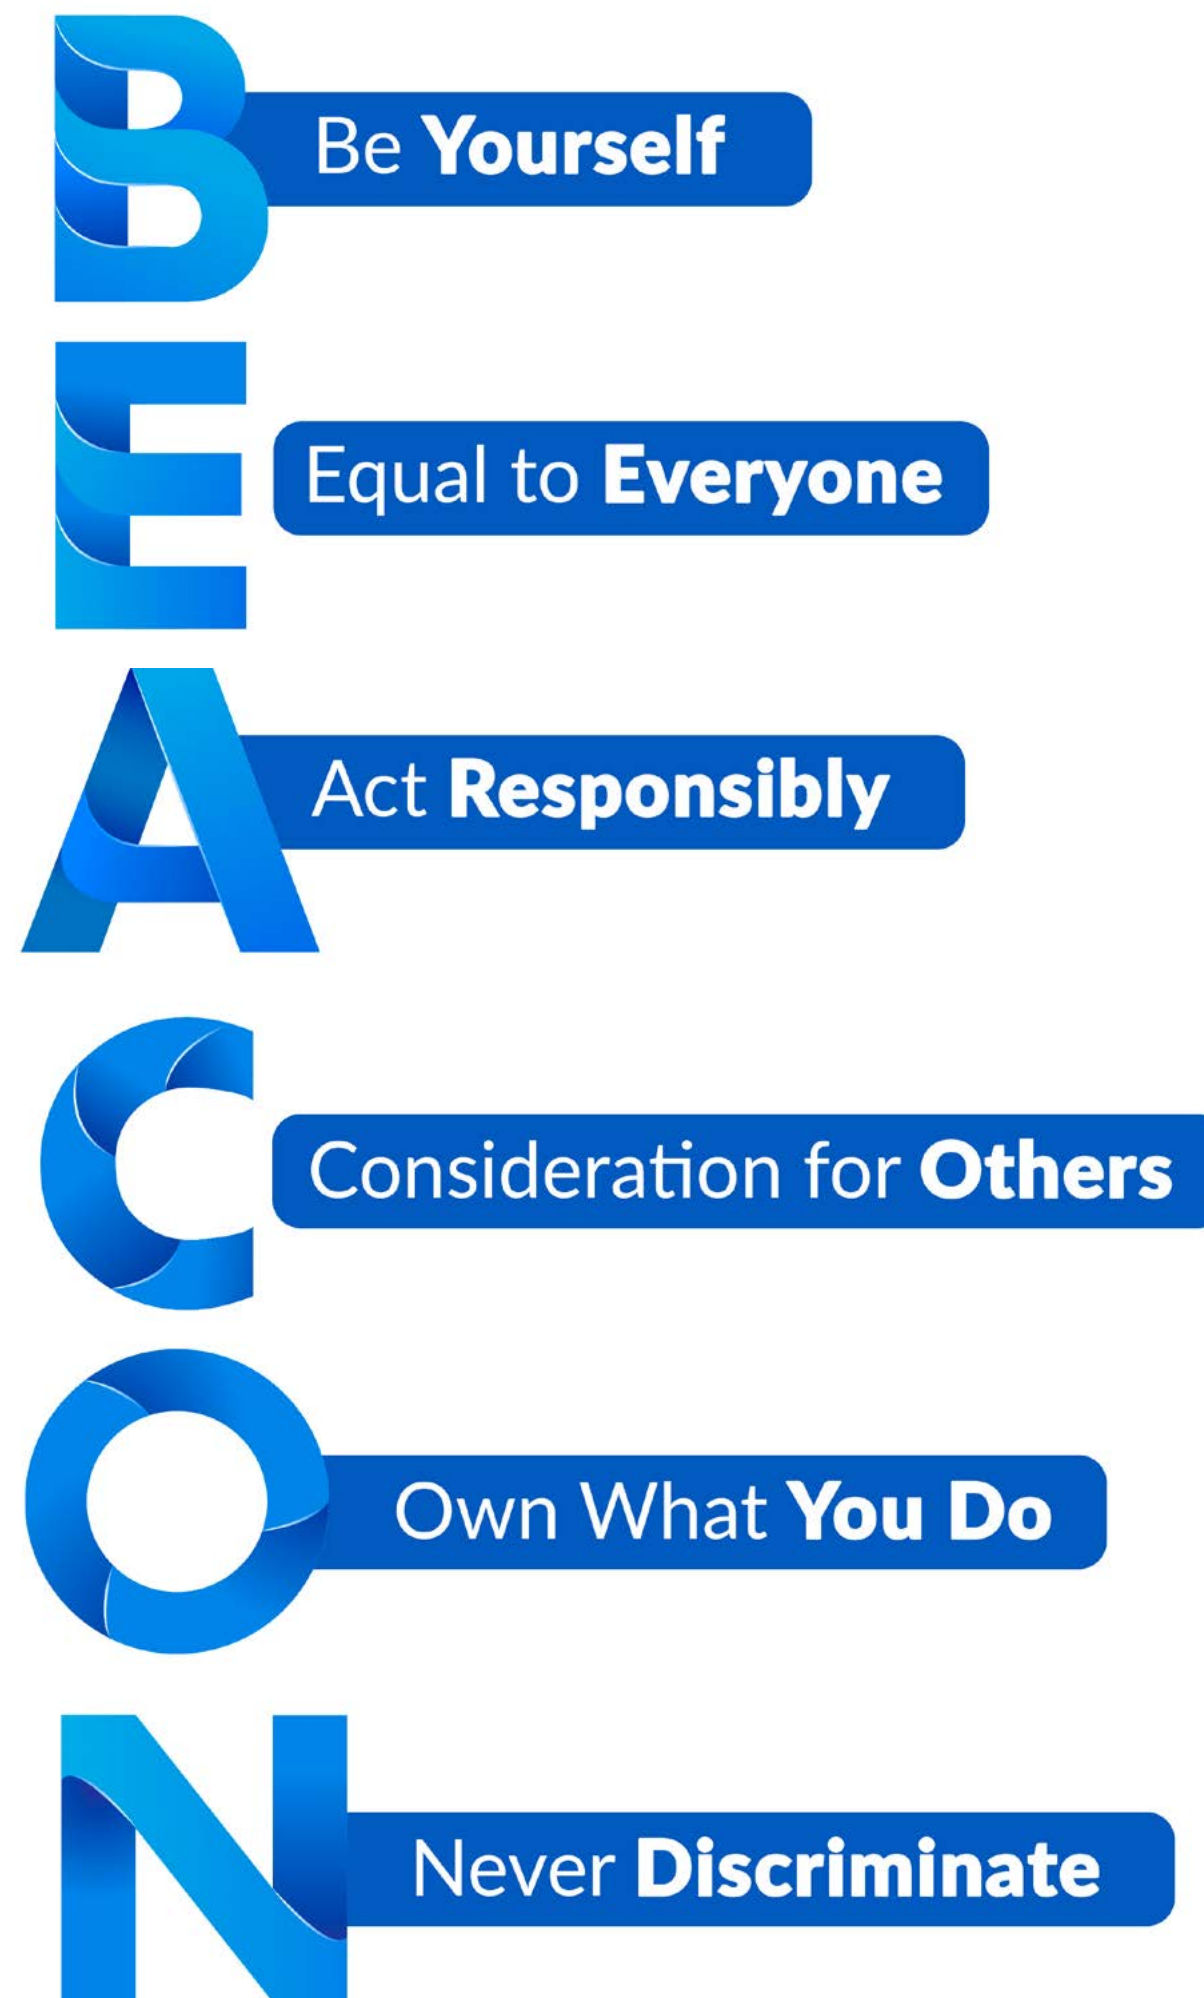 B
Be Yourself
E
Equal to Everyone
A
Act Responsibly
C
Consideration for Others
O
Own What You Do
N
Never Discriminate